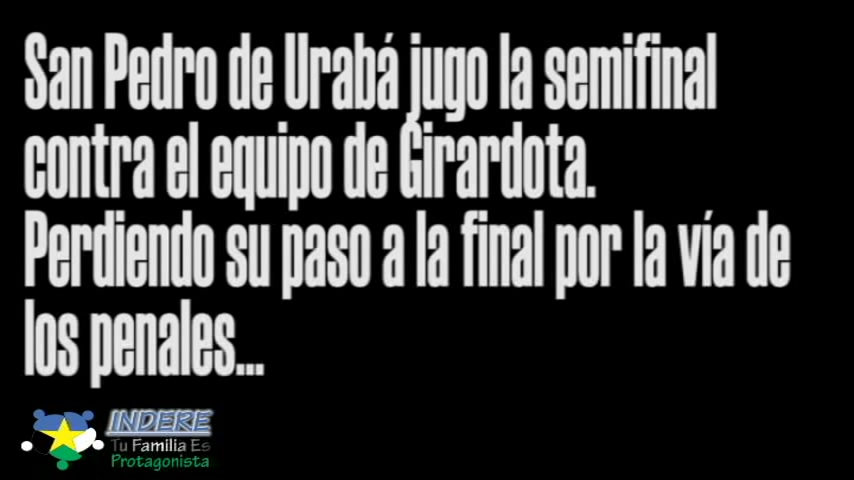 San Pedro de Urabá jugo la semifinal
contra el equipo de Girardota.
Perdiendo su paso a la final por la vía de
los penales...
INDERE
Tu Familia Es
Protagonista